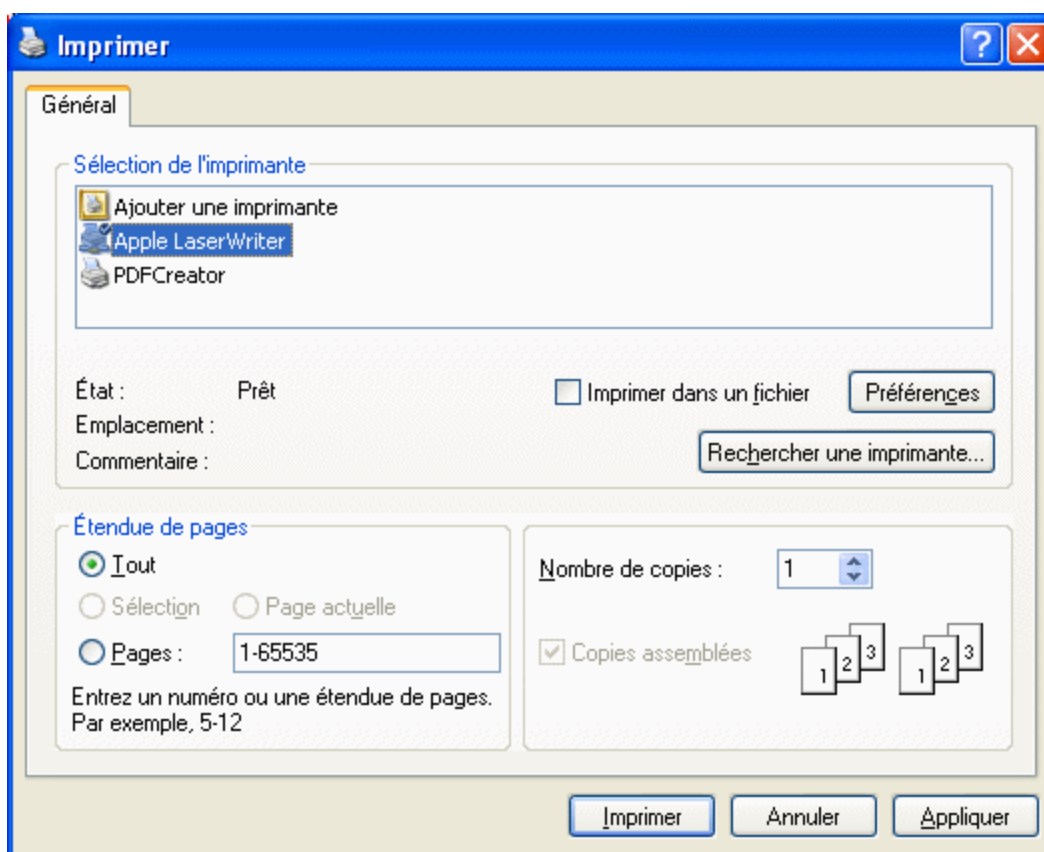 Imprimer
Général
Sélection de l'imprimante
Ajouter une imprimante
Apple LaserWriter
PDFCreator
État : Prêt
Imprimer dans un fichier Préférences
Emplacement :
Commentaire :
Rechercher une imprimante...
Étendue de pages
Tout
Sélection Page actuelle
Pages : 1-65535
Entrez un numéro ou une étendue de pages.
Par exemple, 5-12
Nombre de copies : 1
Copies assemblées
1 2 3 1 2 3
Imprimer Annuler Appliquer